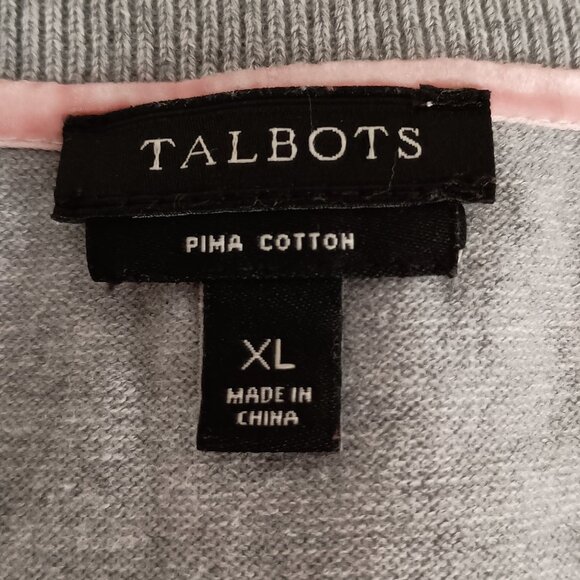 TALBOTS
PIMA COTTON
XL
MADE IN
CHINA